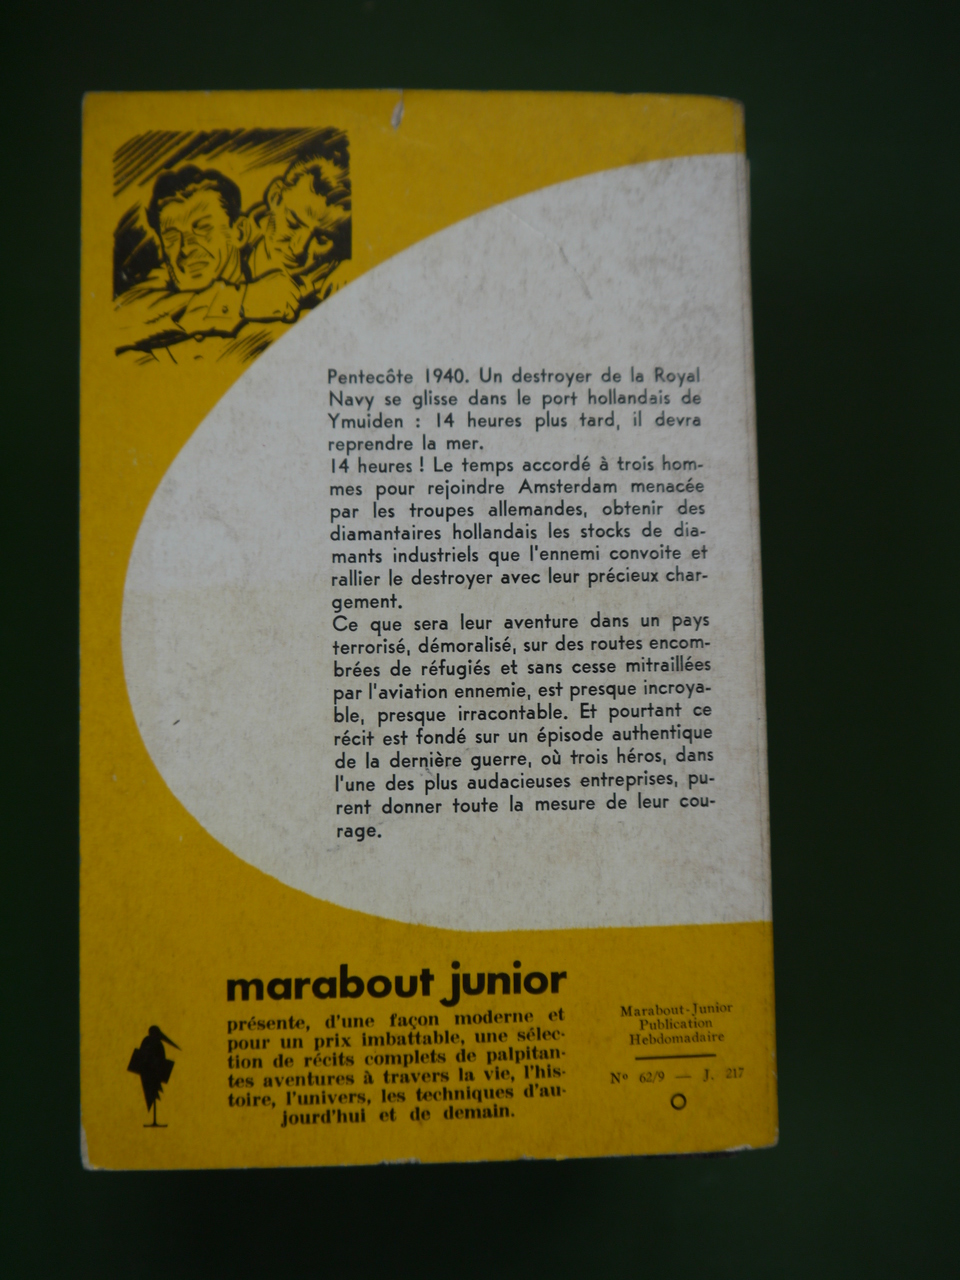 Pentecôte 1940. Un destroyer de la Royal
Navy se glisse dans le port hollandais de
Ymuiden : 14 heures plus tard, il devra
reprendre la mer.
14 heures ! Le temps accordé à trois hom-
mes pour rejoindre Amsterdam menacée
par les troupes allemandes, obtenir des
diamantaires hollandais les stocks de dia-
mants industriels que l'ennemi convoite et
rallier le destroyer avec leur précieux char-
gement.
Ce que sera leur aventure dans un pays
terrorisé, démoralisé, sur des routes encom-
brées de réfugiés et sans cesse mitraillées
par l'aviation ennemie, est presque incroya-
ble, presque irracontable. Et pourtant ce
récit est fondé sur un épisode authentique
de la dernière guerre, où trois héros, dans
l'une des plus audacieuses entreprises, pu-
rent donner toute la mesure de leur cou-
rage.
marabout junior
présente, d'une façon moderne et
pour un prix imbattable, une sélec-
tion de récits complets de palpitan-
tes aventures à travers la vie, l'his-
toire, l'univers, les techniques d'au-
jourd'hui et de demain.
Marabout-Junior
Publication
Hebdomadaire
N° 62/9 — J. 217